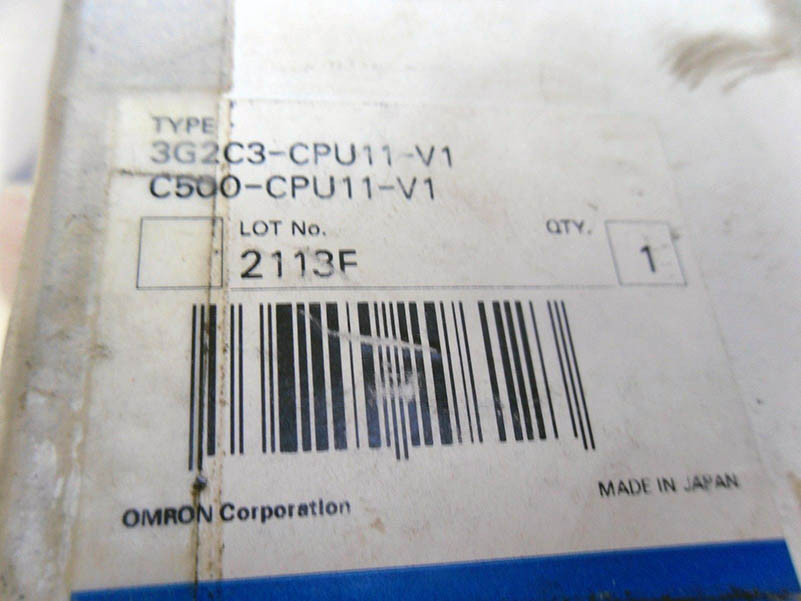 TYPE
3G2C3-CPU11-V1
C500-CPU11-V1
LOT No. QTY.
2113F 1
OMRON Corporation MADE IN JAPAN